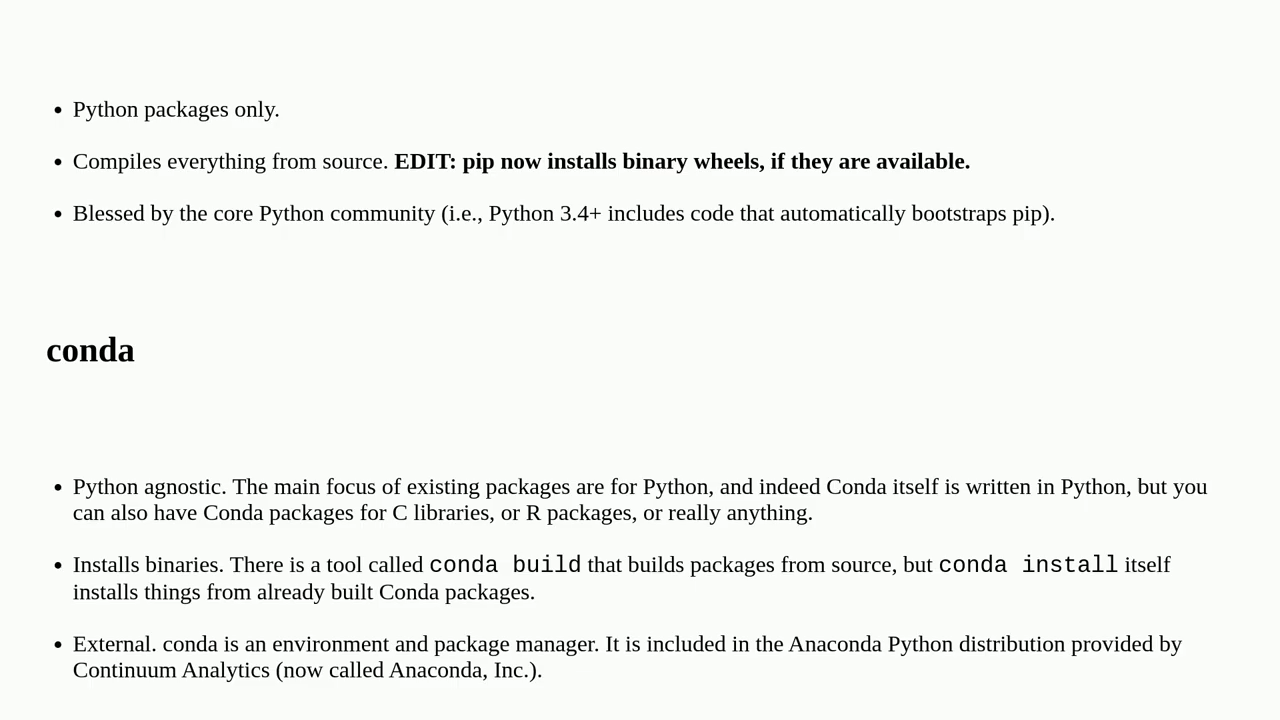 • Python packages only.
• Compiles everything from source. EDIT: pip now installs binary wheels, if they are available.
• Blessed by the core Python community (i.e., Python 3.4+ includes code that automatically bootstraps pip).
conda
• Python agnostic. The main focus of existing packages are for Python, and indeed Conda itself is written in Python, but you
can also have Conda packages for C libraries, or R packages, or really anything.
• Installs binaries. There is a tool called conda build that builds packages from source, but conda install itself
installs things from already built Conda packages.
• External. conda is an environment and package manager. It is included in the Anaconda Python distribution provided by
Continuum Analytics (now called Anaconda, Inc.).